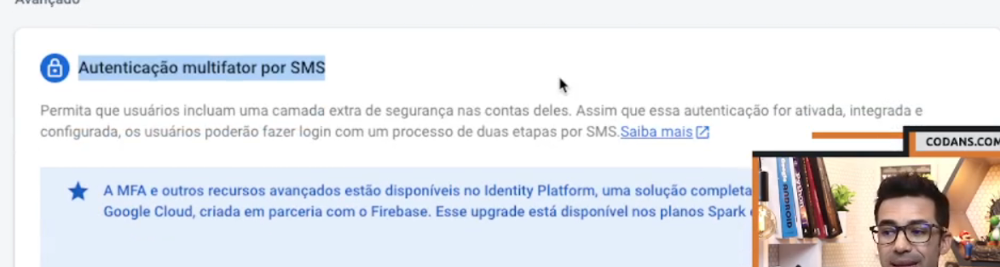 Avançado
Autenticação multifator por SMS
Permita que usuários incluam uma camada extra de segurança nas contas deles. Assim que essa autenticação for ativada, integrada e
configurada, os usuários poderão fazer login com um processo de duas etapas por SMS.Saiba mais
A MFA e outros recursos avançados estão disponíveis no Identity Platform, uma solução completa
Google Cloud, criada em parceria com o Firebase. Esse upgrade está disponível nos planos Spark
CODANS.COM
ANDROID